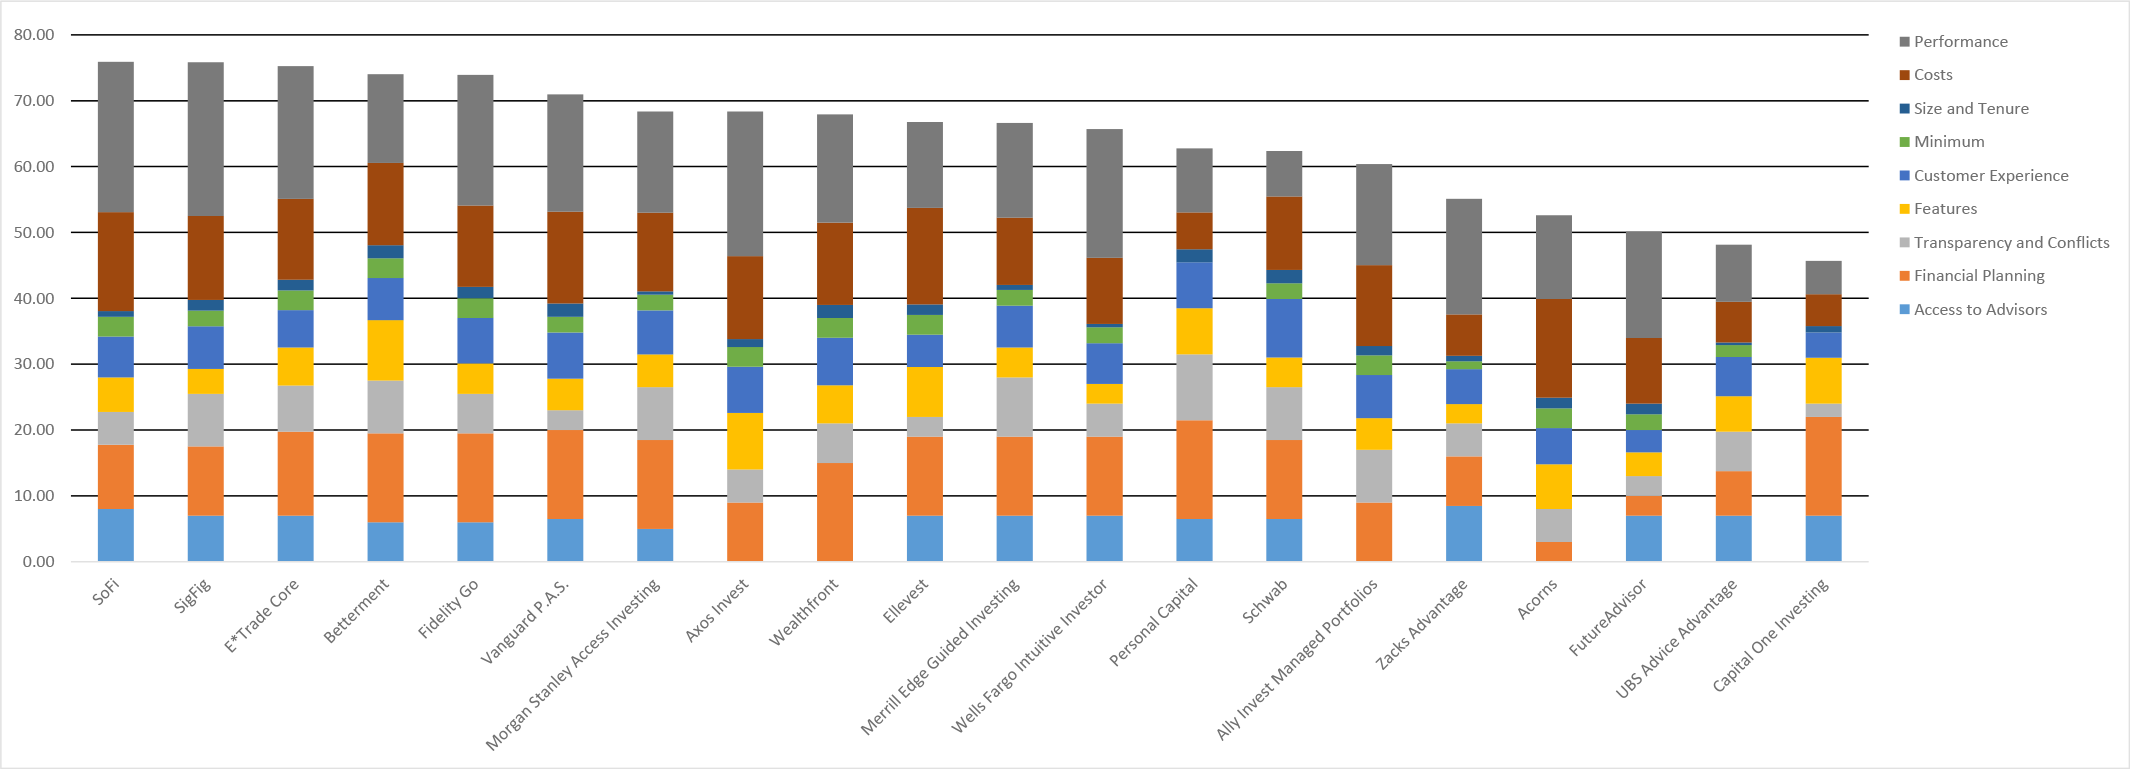 80.00
70.00
60.00
50.00
40.00
30.00
20.00
10.00
0.00
SoFi
SigFig
E*Trade Core
Betterment
Fidelity Go
Vanguard P.A.S.
Morgan Stanley Access Investing
Axos Invest
Wealthfront
Ellevest
Merrill Edge Guided Investing
Wells Fargo Intuitive Investor
Personal Capital
Schwab
Ally Invest Managed Portfolios
Zacks Advantage
Acorns
FutureAdvisor
UBS Advice Advantage
Capital One Investing
Performance
Costs
Size and Tenure
Minimum
Customer Experience
Features
Transparency and Conflicts
Financial Planning
Access to Advisors